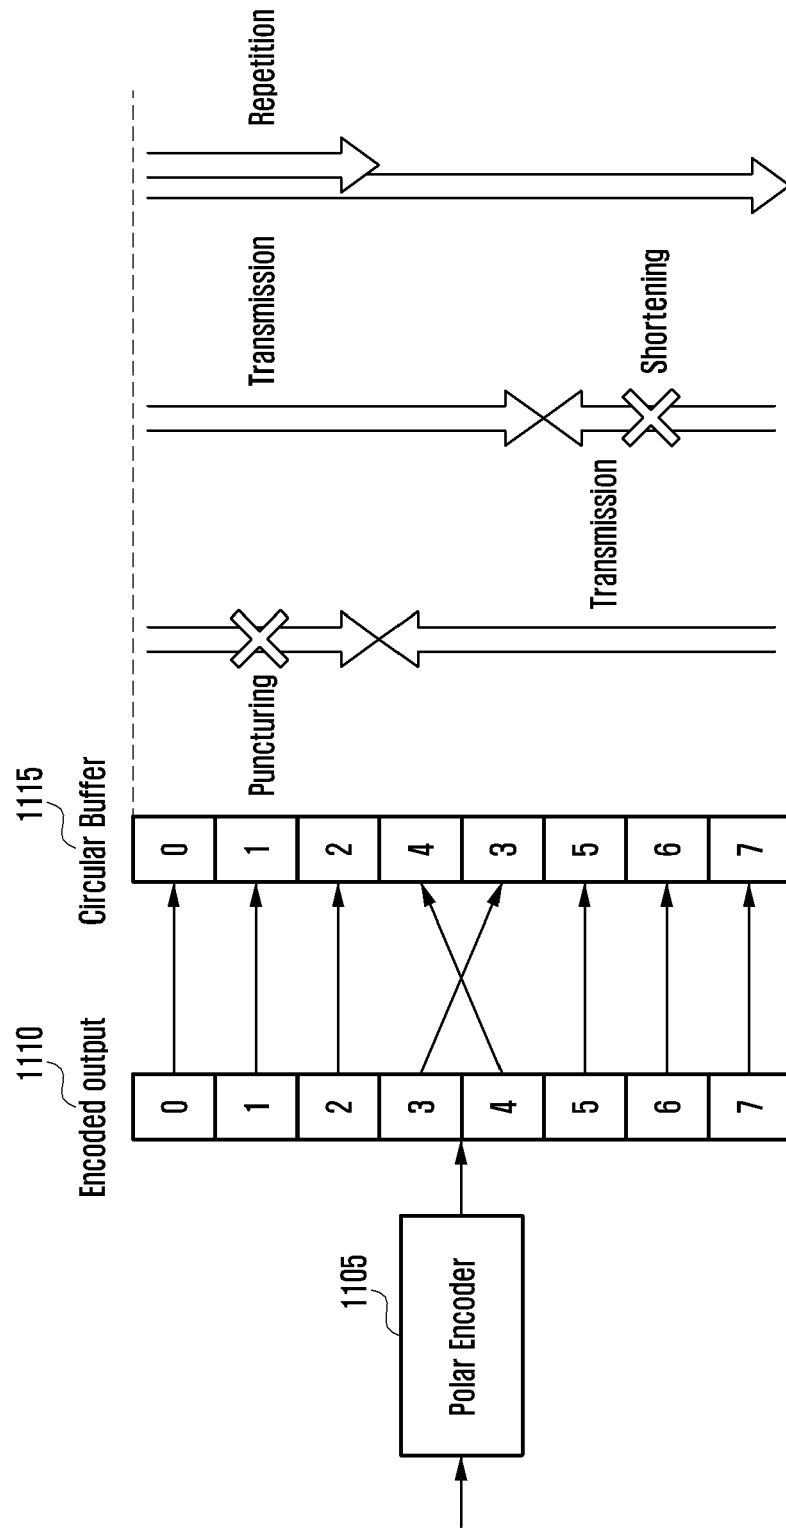 1105
Polar Encoder
1110
Encoded output
0
1
2
3
4
5
6
7
1115
Circular Buffer
0
1
2
4
3
5
6
7
Puncturing
Transmission
Transmission
Shortening
Repetition